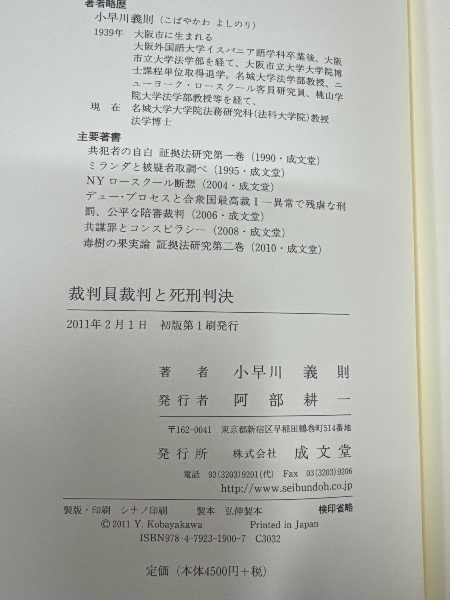 著者略歴
小早川義則(こばやかわ よしのり)
1939年 大阪市に生まれる
大阪外国語大学イスパニア語学科卒業後、大阪
市立大学法学部を経て、大阪市立大学大学院博
士課程単位取得退学。名城大学法学部教授、ニ
ューヨーク・ロースクール客員研究員、桃山学
院大学法学部教授等を経て、
現 在 名城大学大学院法務研究科(法科大学院)教授
法学博士
主要著書
共犯者の自白 証拠法研究第一巻(1990・成文堂)
ミランダと被疑者取調べ(1995・成文堂)
NYロースクール断想(2004・成文堂)
デュー・プロセスと合衆国最高裁Ⅰ―異常で残虐な刑
罰、公平な陪審裁判(2006・成文堂)
共謀罪とコンスピラシー(2008・成文堂)
毒樹の果実論 証拠法研究第二巻(2010・成文堂)
裁判員裁判と死刑判決
2011年2月1日 初版第1刷発行
著 者 小早川 義則
発行者 阿部耕一
〒162-0041 東京都新宿区早稲田鶴巻町514番地
発行所 株式会社 成文堂
電話 03(3203)9201(代) Fax 03(3203)9206
http://www.seibundoh.co.jp
製版・印刷 シナノ印刷 製本 弘伸製本 検印省略
© 2011 Y. Kobayakawa Printed in Japan
ISBN978-4-7923-1900-7 C3032
定価(本体4500円+税)